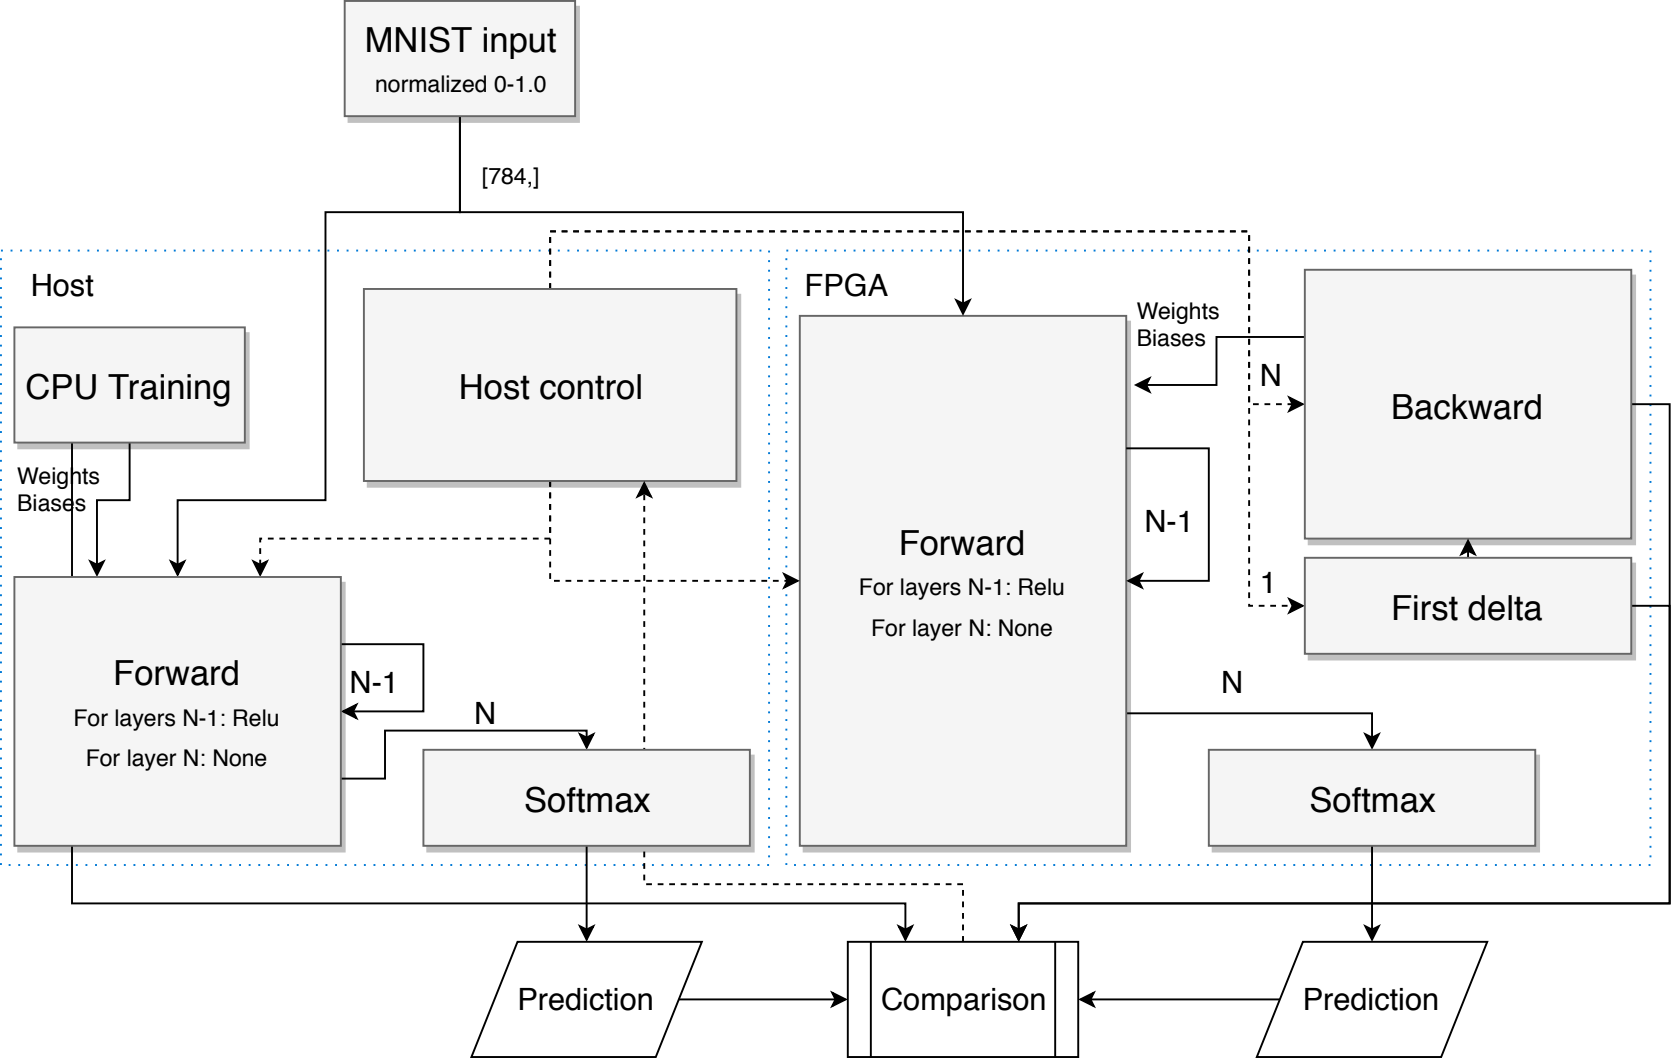 MNIST input
normalized 0-1.0
[784,]
Host
FPGA
CPU Training
Weights
Biases
Host control
Weights
Biases
N
Backward
N-1
1
First delta
Forward
For layers N-1: Relu
For layer N: None
Forward
For layers N-1: Relu
For layer N: None
N-1
N
N
Softmax
Softmax
Prediction
Comparison
Prediction